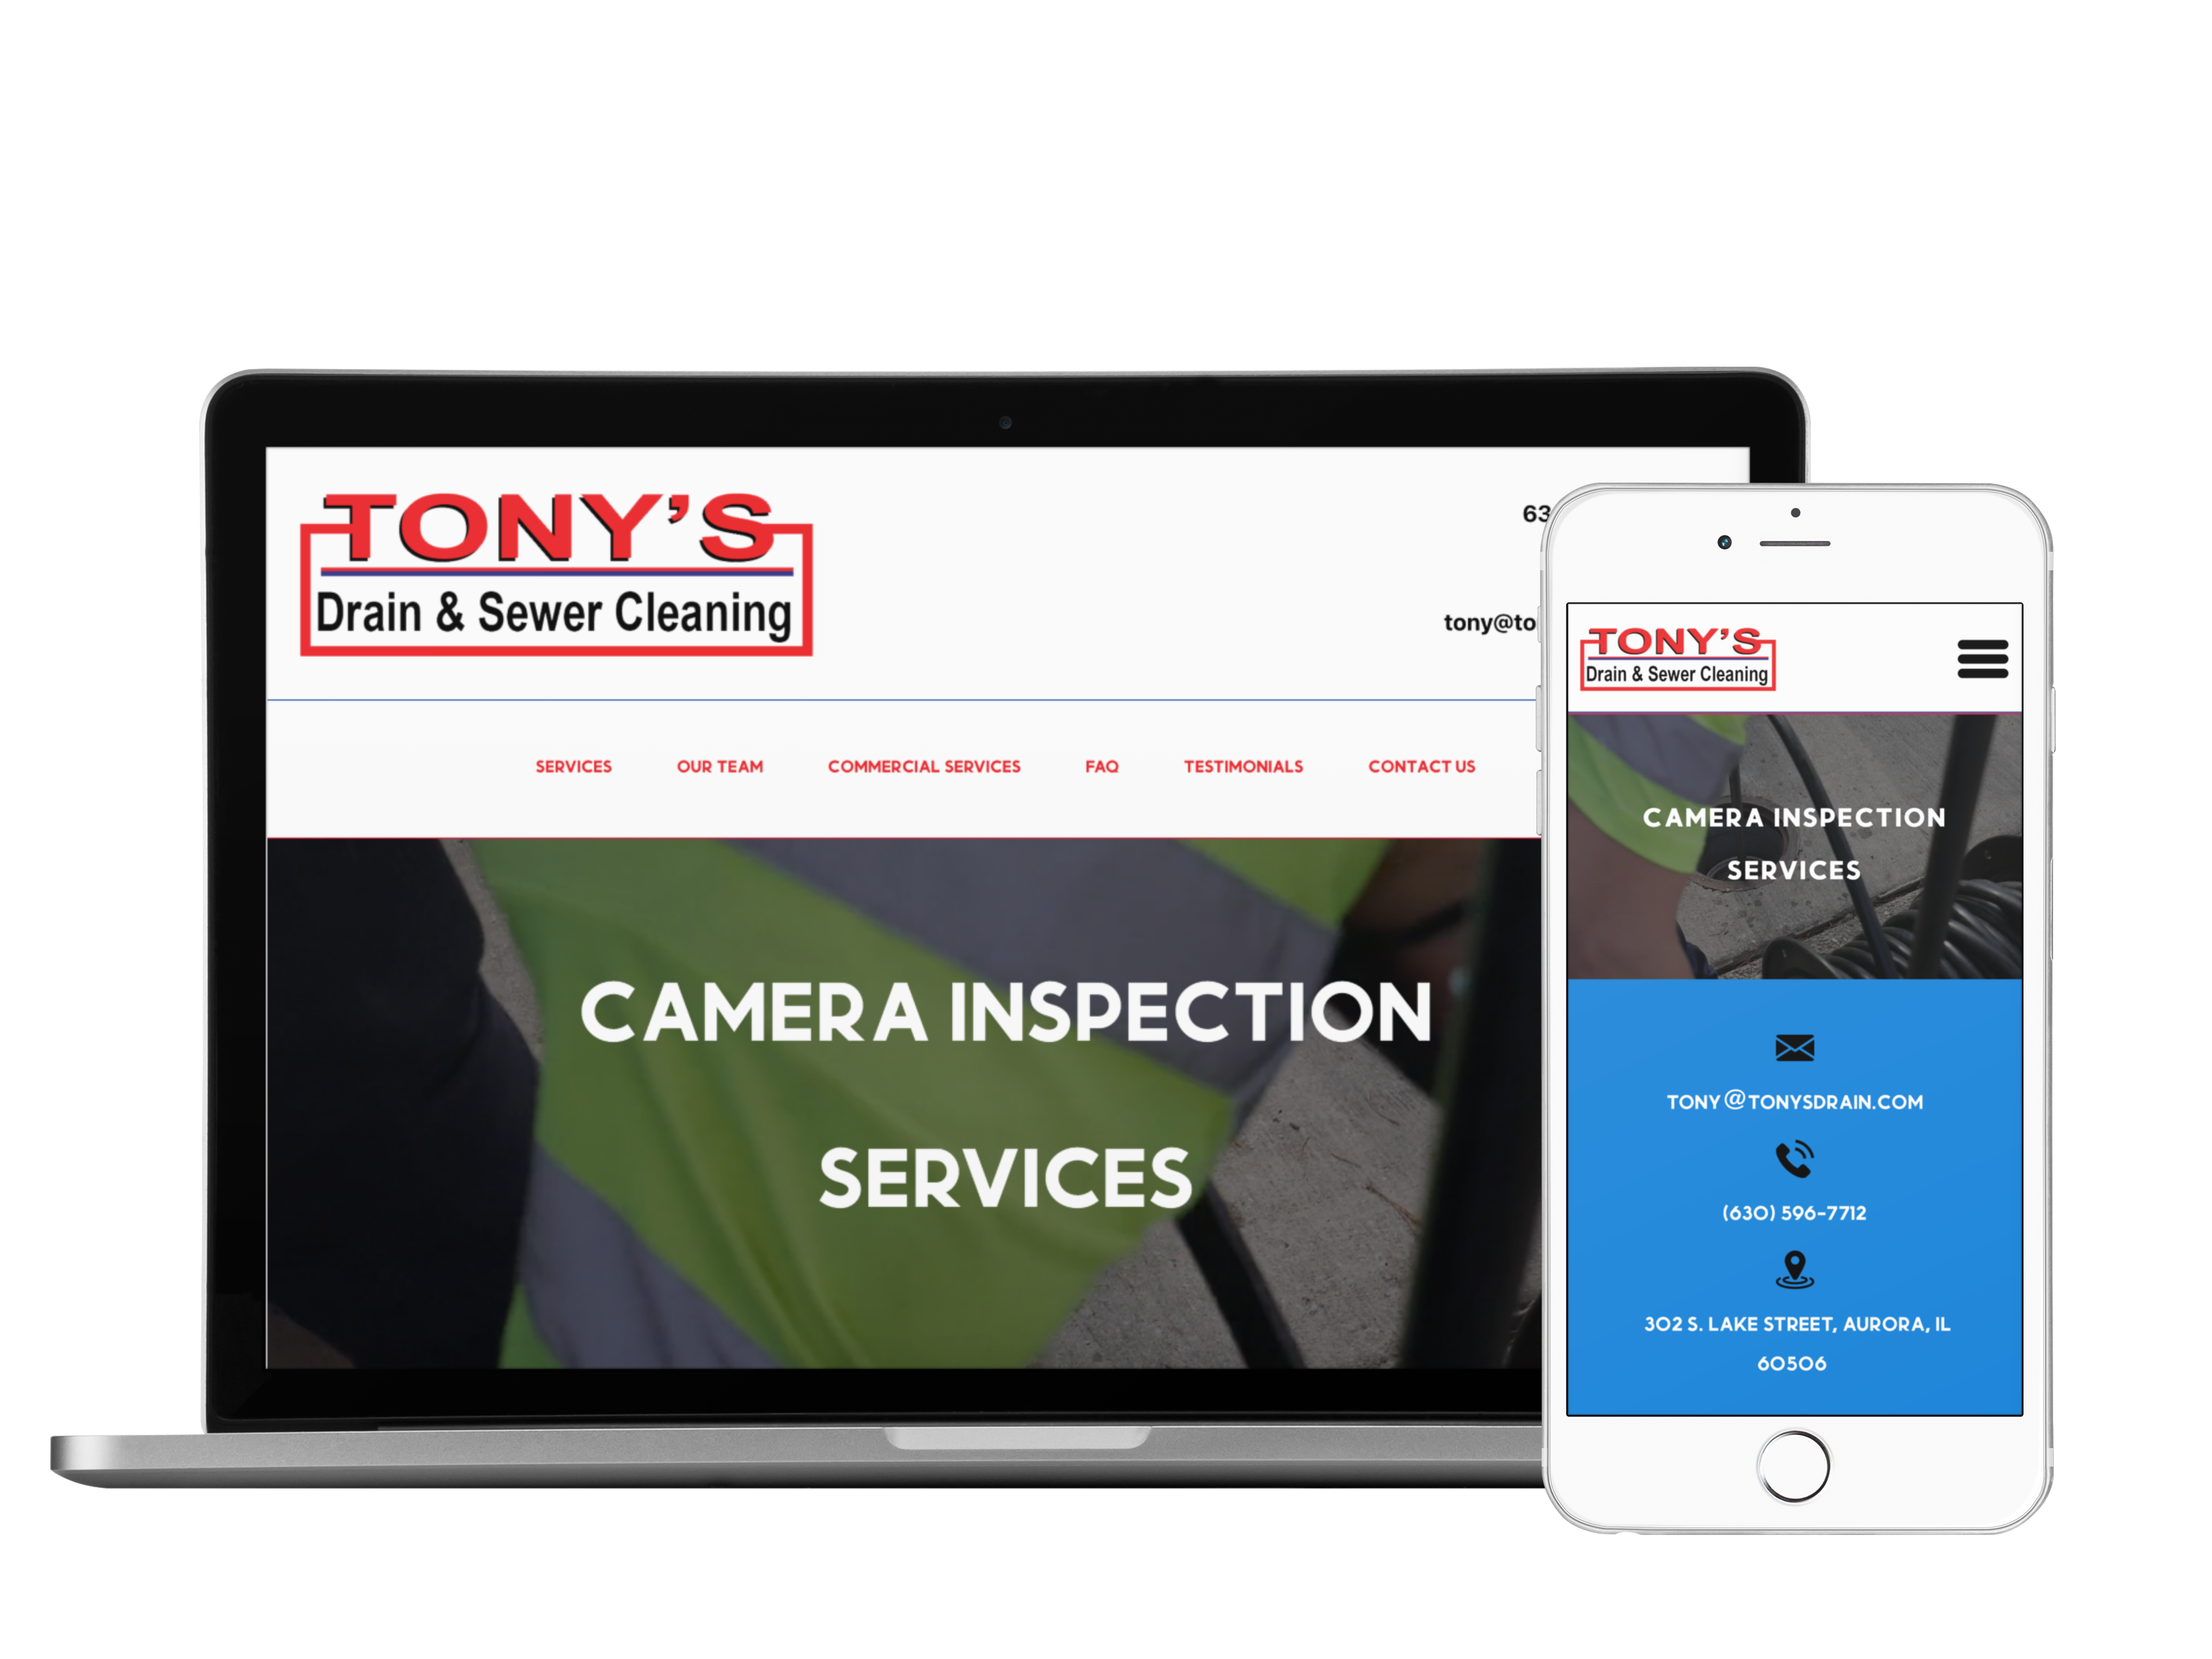 TONY'S
Drain & Sewer Cleaning
63
tony@to
SERVICES OUR TEAM COMMERCIAL SERVICES FAQ TESTIMONIALS CONTACT US
CAMERA INSPECTION
SERVICES
TONY'S
Drain & Sewer Cleaning
CAMERA INSPECTION
SERVICES
TONY@TONYSDRAIN.COM
(630) 596-7712
302 S. LAKE STREET, AURORA, IL
60506